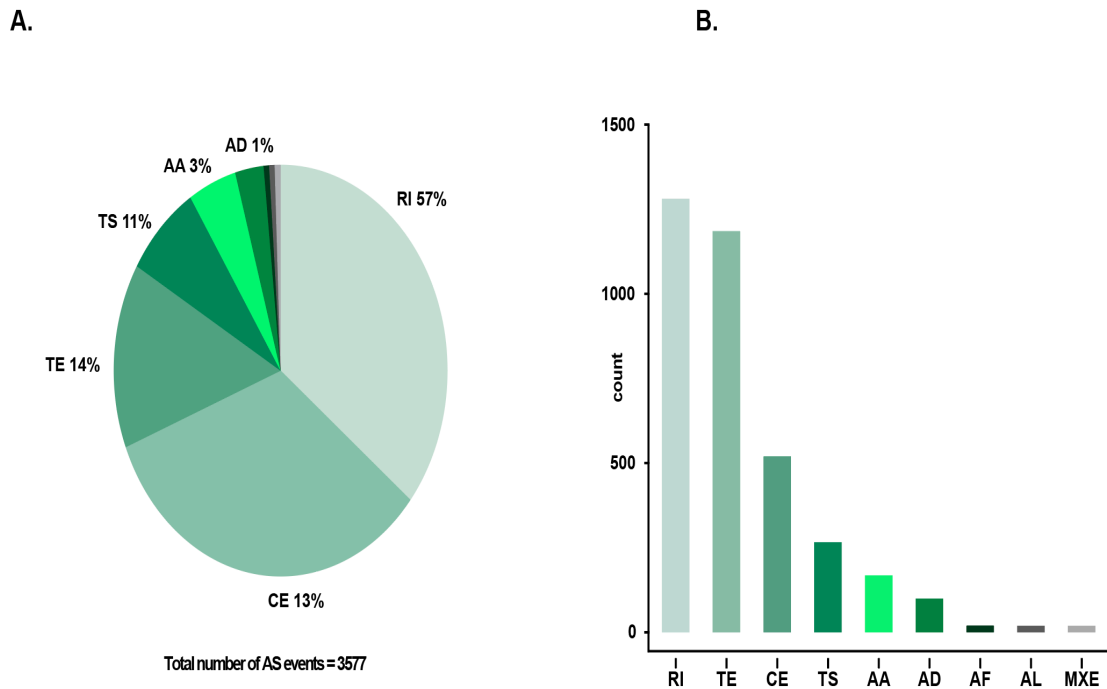 A.
AD 1%
AA 3%
RI 57%
TS 11%
TE 14%
CE 13%
Total number of AS events = 3577
B.
1500
1000
500
0
count
RI TE CE TS AA AD AF AL MXE